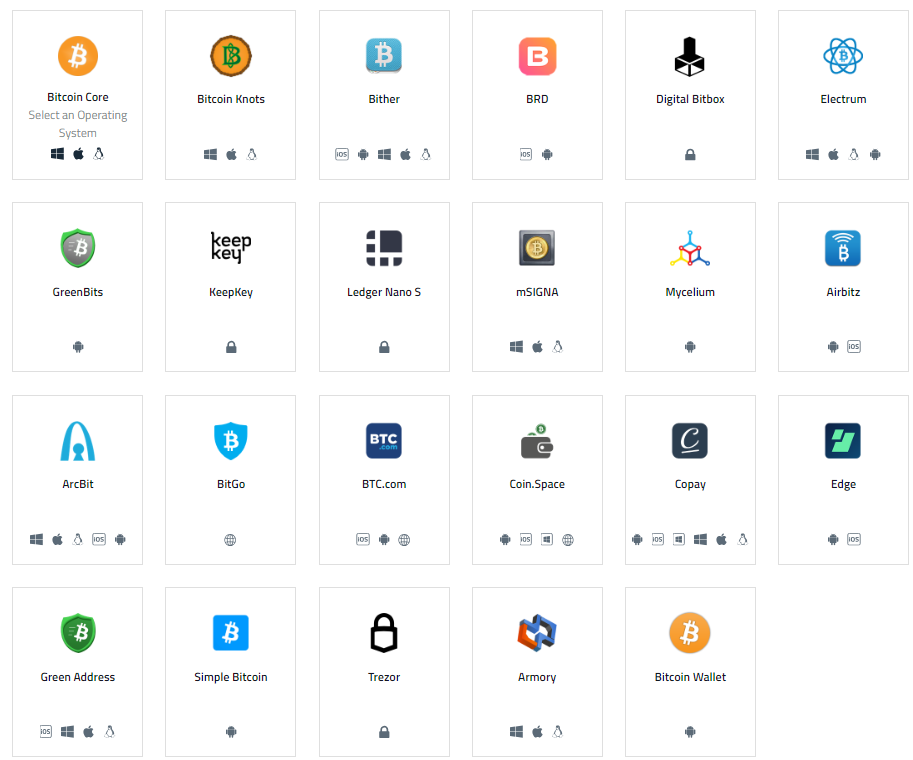 Bitcoin Core
Select an Operating
System
Bitcoin Knots
Bither
iOS
BRD
iOS
Digital Bitbox
Electrum
GreenBits
keep
key
KeepKey
Ledger Nano S
mSIGNA
Mycelium
Airbitz
iOS
ArcBit
iOS
BitGo
BTC
.com
BTC.com
iOS
Coin.Space
iOS
C
Copay
iOS
Edge
iOS
Green Address
iOS
Simple Bitcoin
Trezor
Armory
Bitcoin Wallet